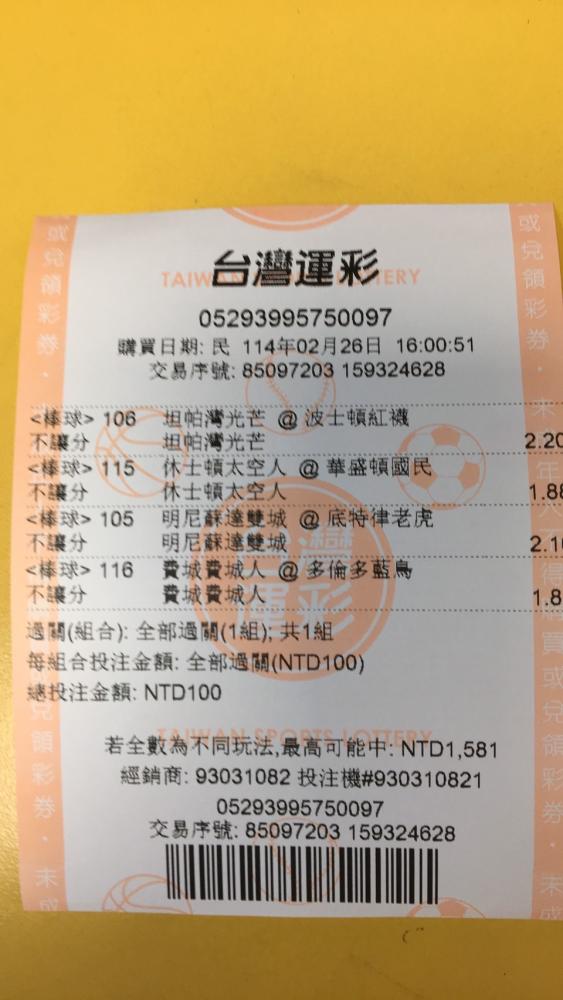 台灣運彩
TAIWAN SPORTS LOTTERY
05293995750097
購買日期: 民 114年02月26日 16:00:51
交易序號: 85097203 159324628
<棒球> 106 坦帕灣光芒 @ 波士頓紅襪
不讓分 坦帕灣光芒 2.20
<棒球> 115 休士頓太空人 @ 華盛頓國民
不讓分 休士頓太空人 1.88
<棒球> 105 明尼蘇達雙城 @ 底特律老虎
不讓分 明尼蘇達雙城 2.10
<棒球> 116 費城費城人 @ 多倫多藍鳥
不讓分 費城費城人 1.8
過關(組合): 全部過關(1組); 共1組
每組合投注金額: 全部過關(NTD100)
總投注金額: NTD100
TAIWAN SPORTS LOTTERY
若全數為不同玩法,最高可能中: NTD1,581
經銷商: 93031082 投注機#930310821
05293995750097
交易序號: 85097203 159324628